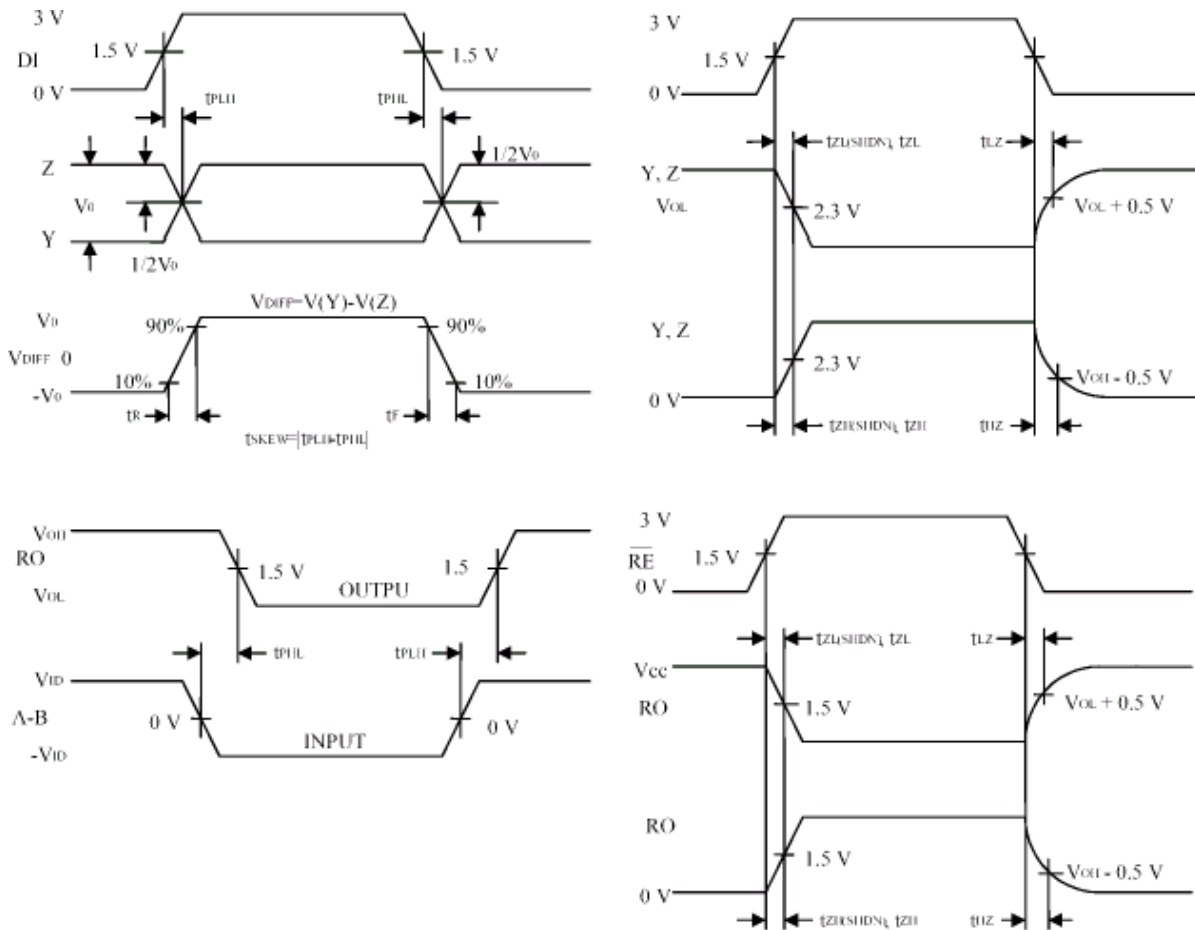 3 V
DI
1.5 V
1.5 V
0 V
tPLH
tPHL
Z
1/2V0
V0
Y
1/2V0
VDIFF=V(Y)-V(Z)
V0
90%
90%
VDIFF 0
10%
10%
-V0
tR
tF
tSKEW=|tPLH-tPHL|
3 V
1.5 V
0 V
tZL(SHDN), tZL
tLZ
Y, Z
VOL
2.3 V
VOL + 0.5 V
Y, Z
2.3 V
VOH - 0.5 V
0 V
tZH(SHDN), tZH
tHZ
VOH
RO
1.5 V
1.5
VOL
OUTPU
tPHL
tPLH
VID
A-B
0 V
0 V
INPUT
-VID
3 V
RE
1.5 V
0 V
tZL(SHDN), tZL
tLZ
Vcc
RO
1.5 V
VOL + 0.5 V
RO
1.5 V
VOH - 0.5 V
0 V
tZH(SHDN), tZH
tHZ